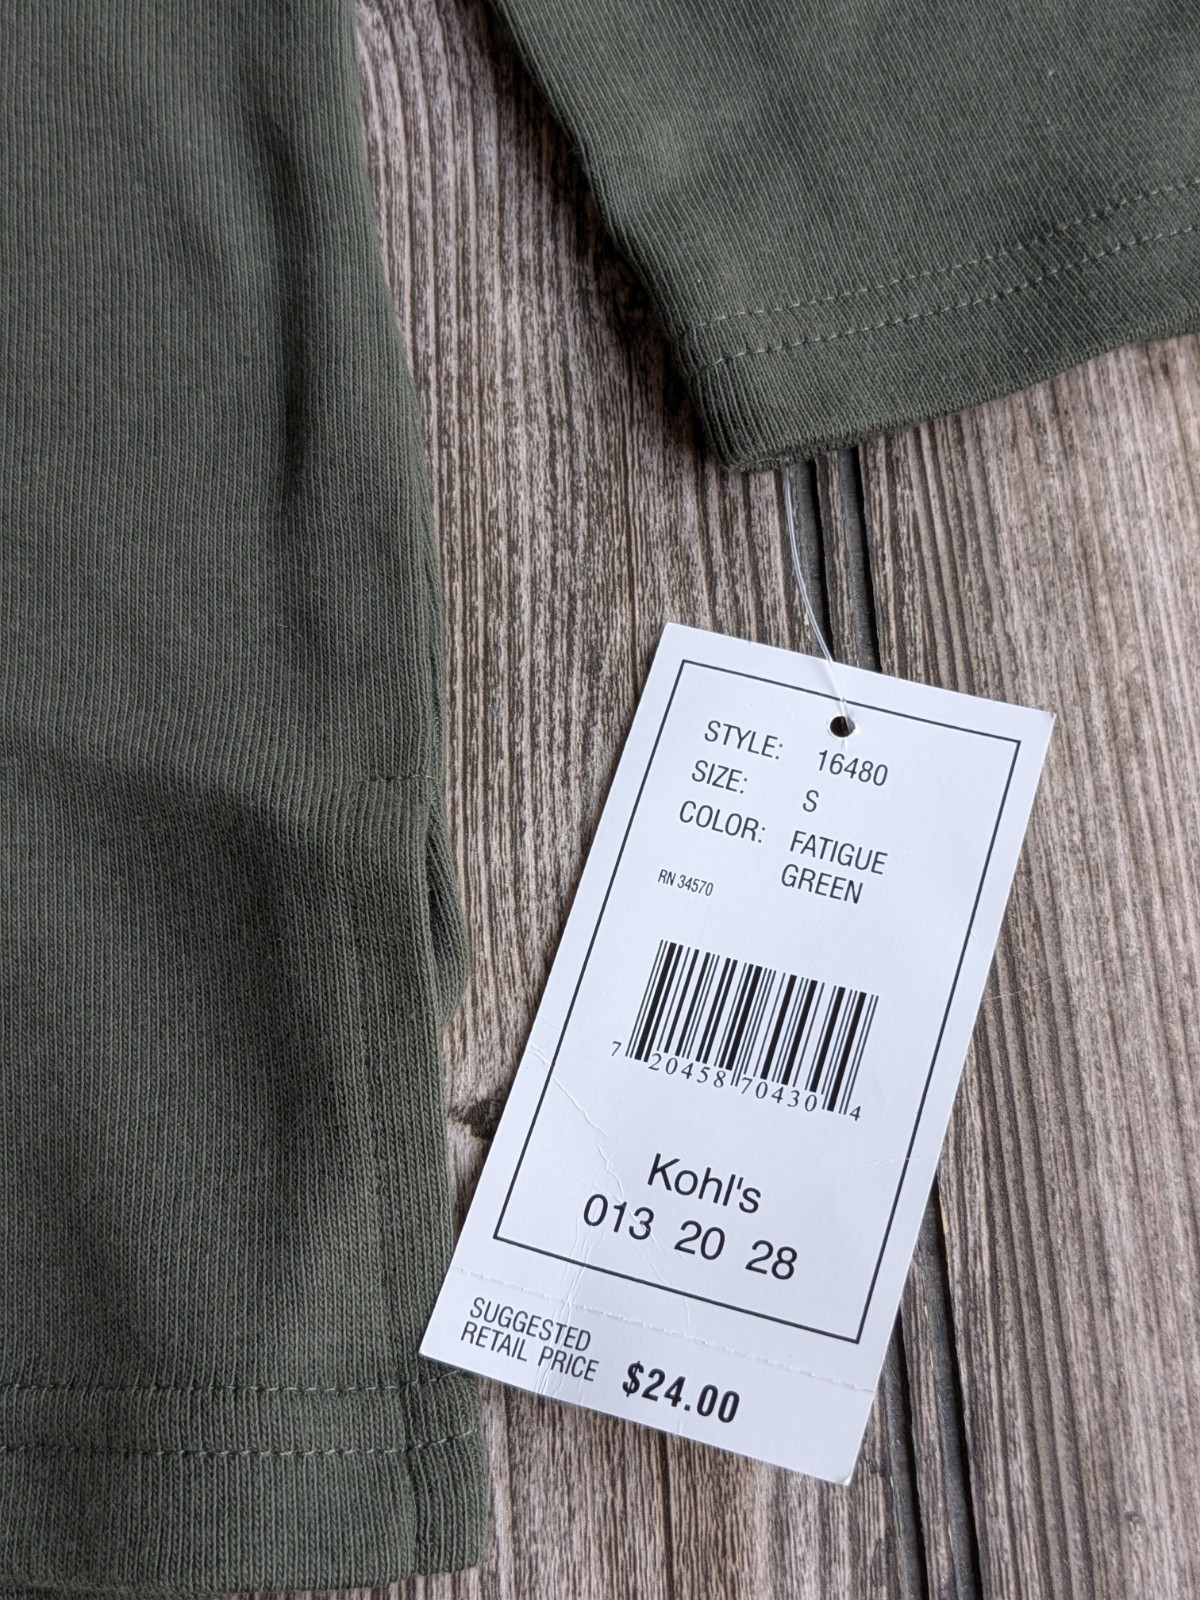 STYLE: 16480
SIZE: S
COLOR: FATIGUE
GREEN
RN 34570
7 20458 70430 4
Kohl's
013 20 28
SUGGESTED
RETAIL PRICE $24.00